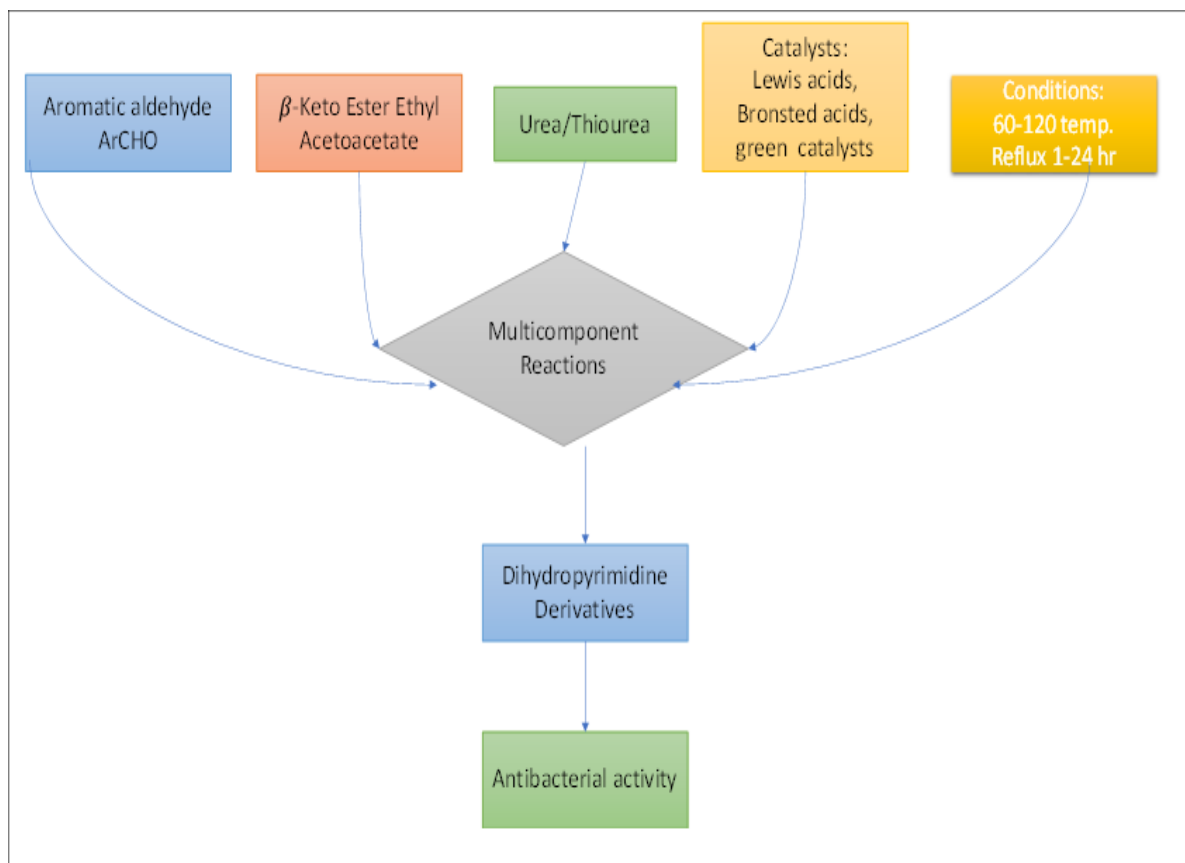 Aromatic aldehyde
ArCHO
β-Keto Ester Ethyl
Acetoacetate
Urea/Thiourea
Catalysts:
Lewis acids,
Bronsted acids,
green catalysts
Conditions:
60-120 temp.
Reflux 1-24 hr
Multicomponent
Reactions
Dihydropyrimidine
Derivatives
Antibacterial activity